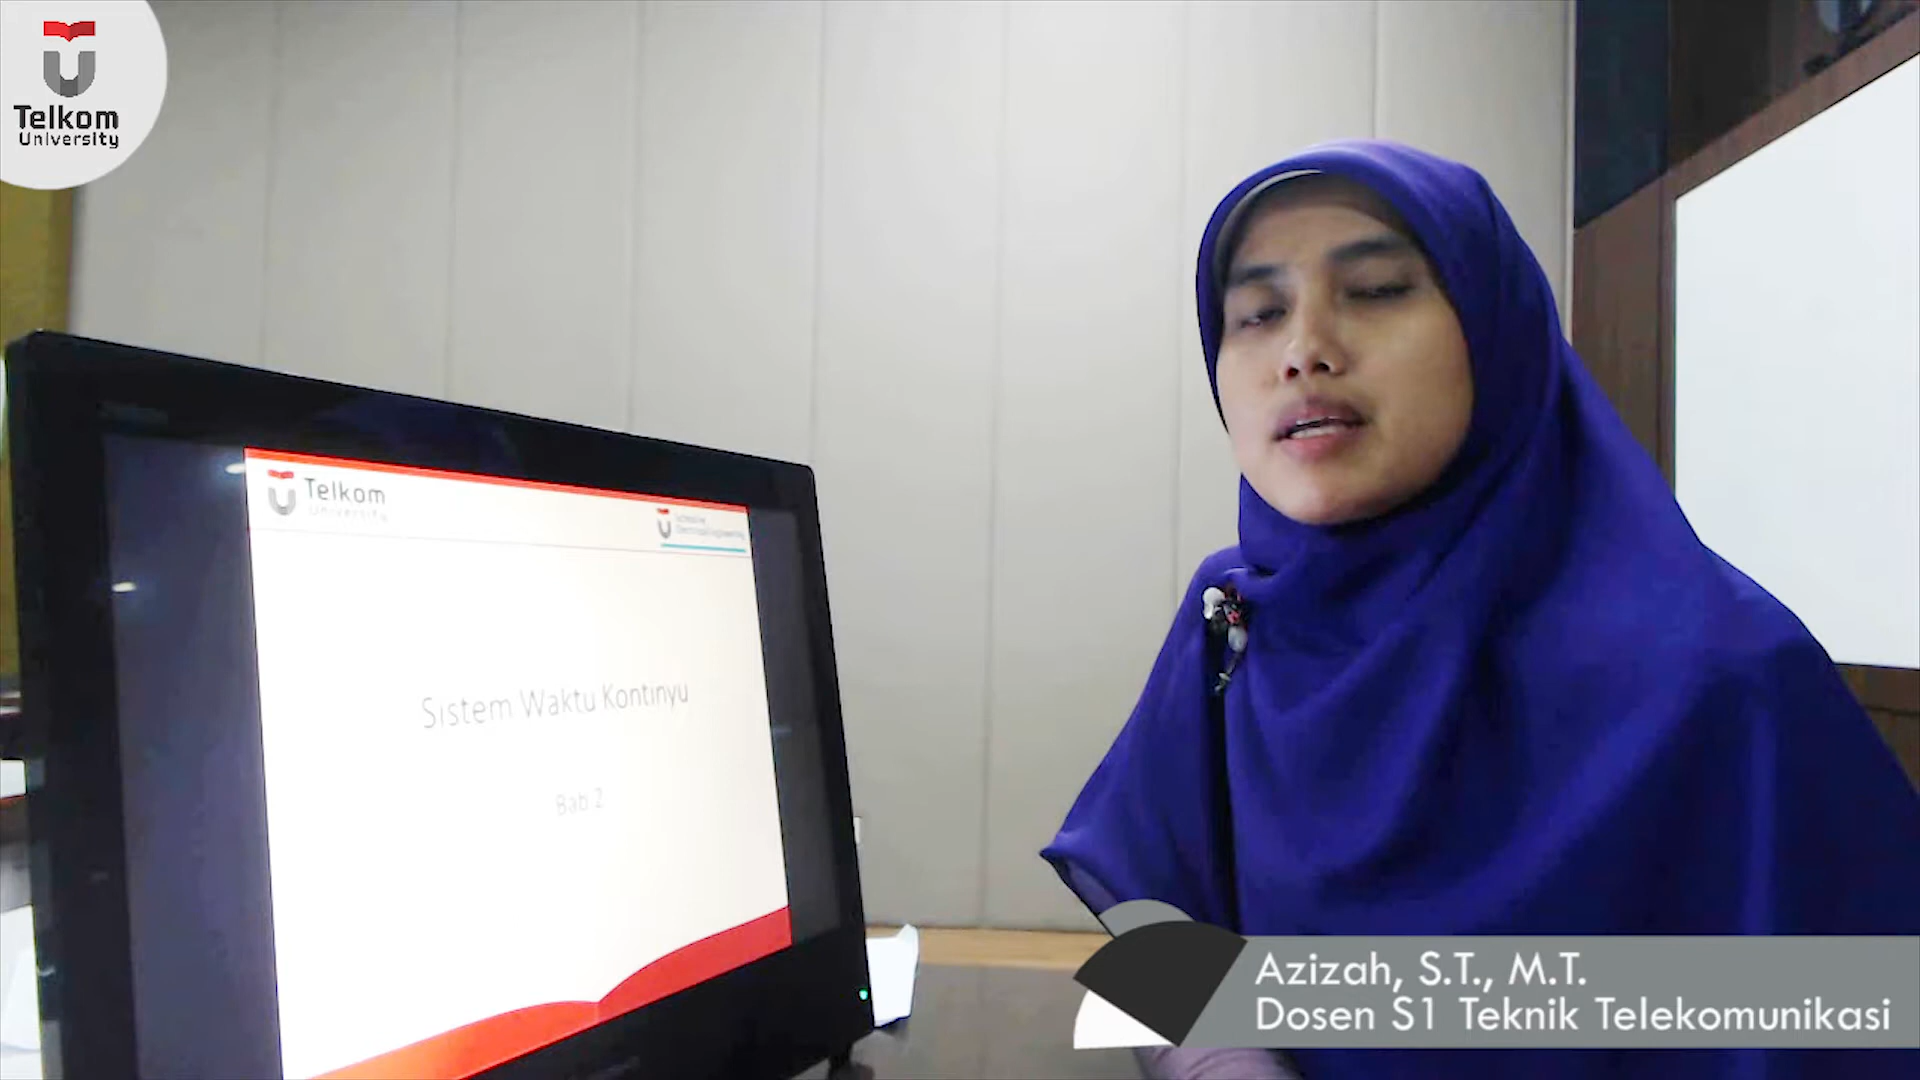 Telkom
University
Telkom
University
Sistem Waktu Kontinyu
Bab 2
Azizah, S.T., M.T.
Dosen S1 Teknik Telekomunikasi